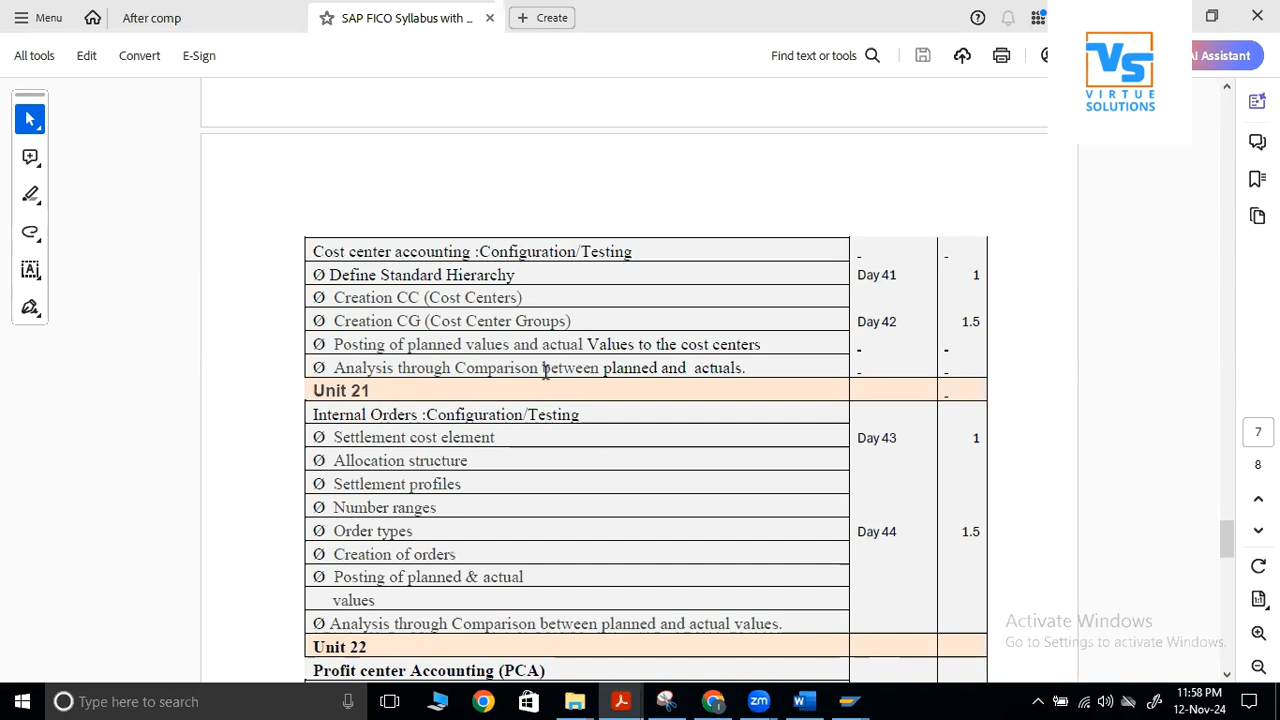 Menu
After comp
SAP FICO Syllabus with ...
Create
All tools
Edit
Convert
E-Sign
Find text or tools
AI Assistant
VS
VIRTUE
SOLUTIONS
Cost center accounting :Configuration/Testing - -
Ø Define Standard Hierarchy Day 41 1
Ø Creation CC (Cost Centers)
Ø Creation CG (Cost Center Groups) Day 42 1.5
Ø Posting of planned values and actual Values to the cost centers - -
Ø Analysis through Comparison between planned and actuals. - -
Unit 21 -
Internal Orders :Configuration/Testing
Ø Settlement cost element Day 43 1
Ø Allocation structure
Ø Settlement profiles
Ø Number ranges
Ø Order types Day 44 1.5
Ø Creation of orders
Ø Posting of planned & actual
values
Ø Analysis through Comparison between planned and actual values.
Unit 22
Profit center Accounting (PCA)
7
8
Activate Windows
Go to Settings to activate Windows.
Type here to search
11:58 PM
12-Nov-24